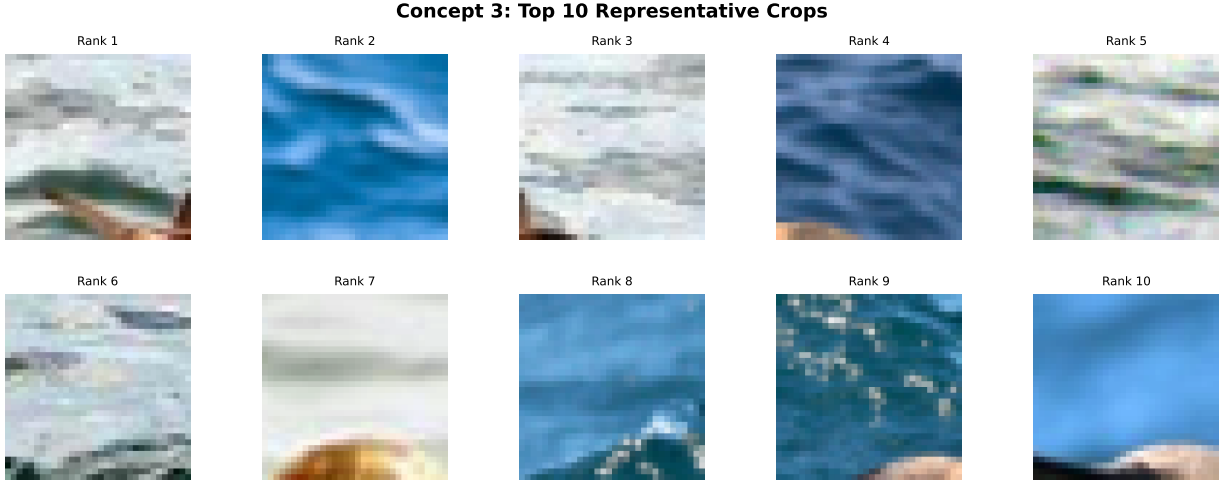 Concept 3: Top 10 Representative Crops
Rank 1
Rank 2
Rank 3
Rank 4
Rank 5
Rank 6
Rank 7
Rank 8
Rank 9
Rank 10